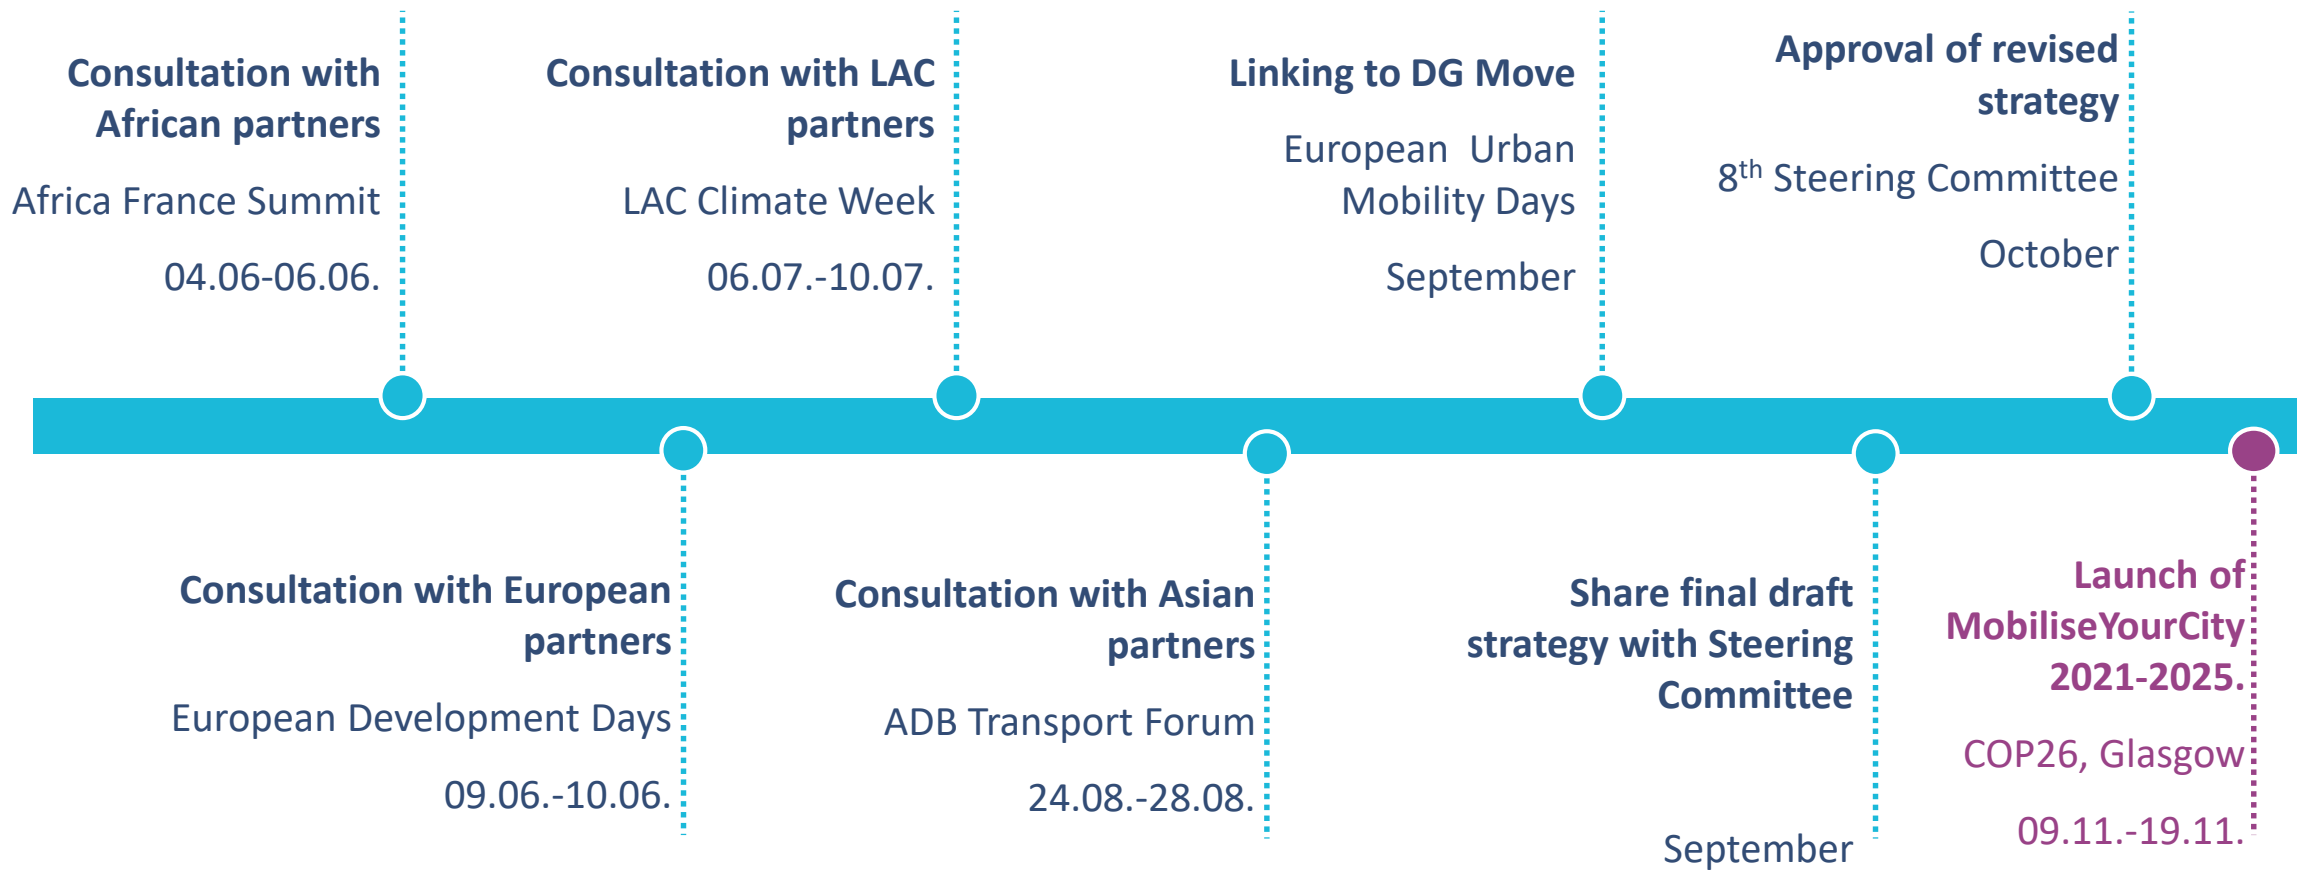 Consultation with
African partners
Africa France Summit
04.06-06.06.
Consultation with LAC
partners
LAC Climate Week
06.07.-10.07.
Linking to DG Move
European Urban
Mobility Days
September
Approval of revised
strategy
8th Steering Committee
October
Consultation with European
partners
European Development Days
09.06.-10.06.
Consultation with Asian
partners
ADB Transport Forum
24.08.-28.08.
Share final draft
strategy with Steering
Committee
September
Launch of
MobiliseYourCity
2021-2025.
COP26, Glasgow
09.11.-19.11.